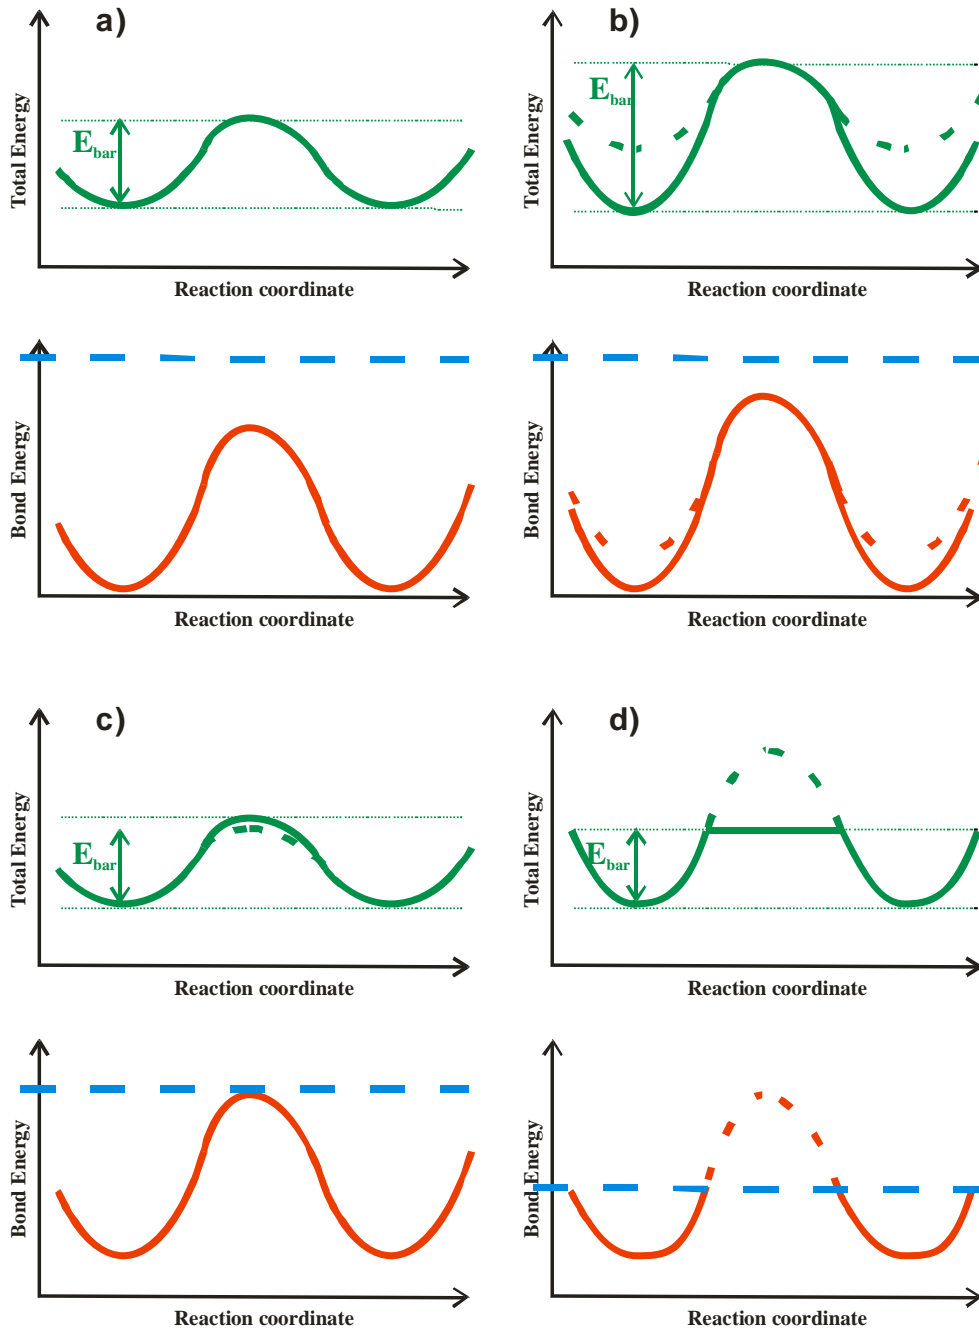 a)
Total Energy
E_bar
Reaction coordinate
b)
Total Energy
E_bar
Reaction coordinate
Bond Energy
Reaction coordinate
Bond Energy
Reaction coordinate
c)
Total Energy
E_bar
Reaction coordinate
d)
Total Energy
E_bar
Reaction coordinate
Bond Energy
Reaction coordinate
Bond Energy
Reaction coordinate